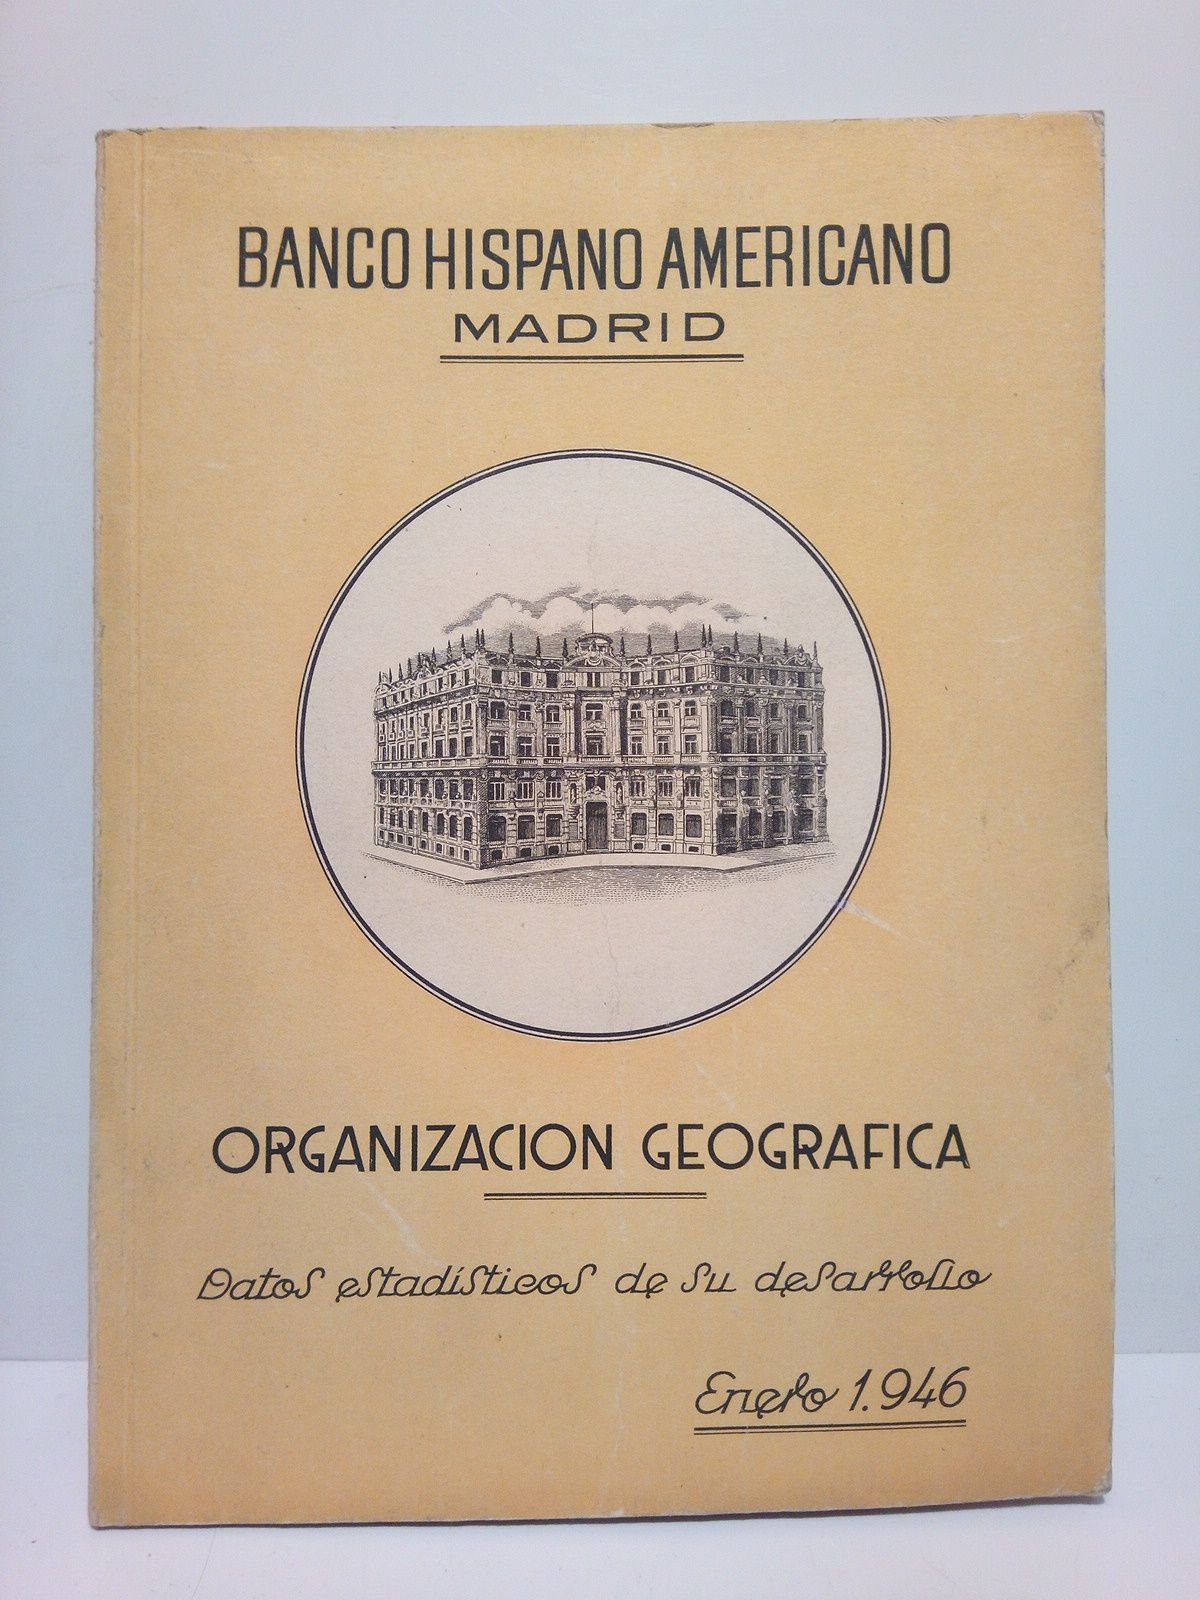 BANCO HISPANO AMERICANO
MADRID
ORGANIZACION GEOGRAFICA
Datos estadísticos de su desarrollo
Enero 1.946